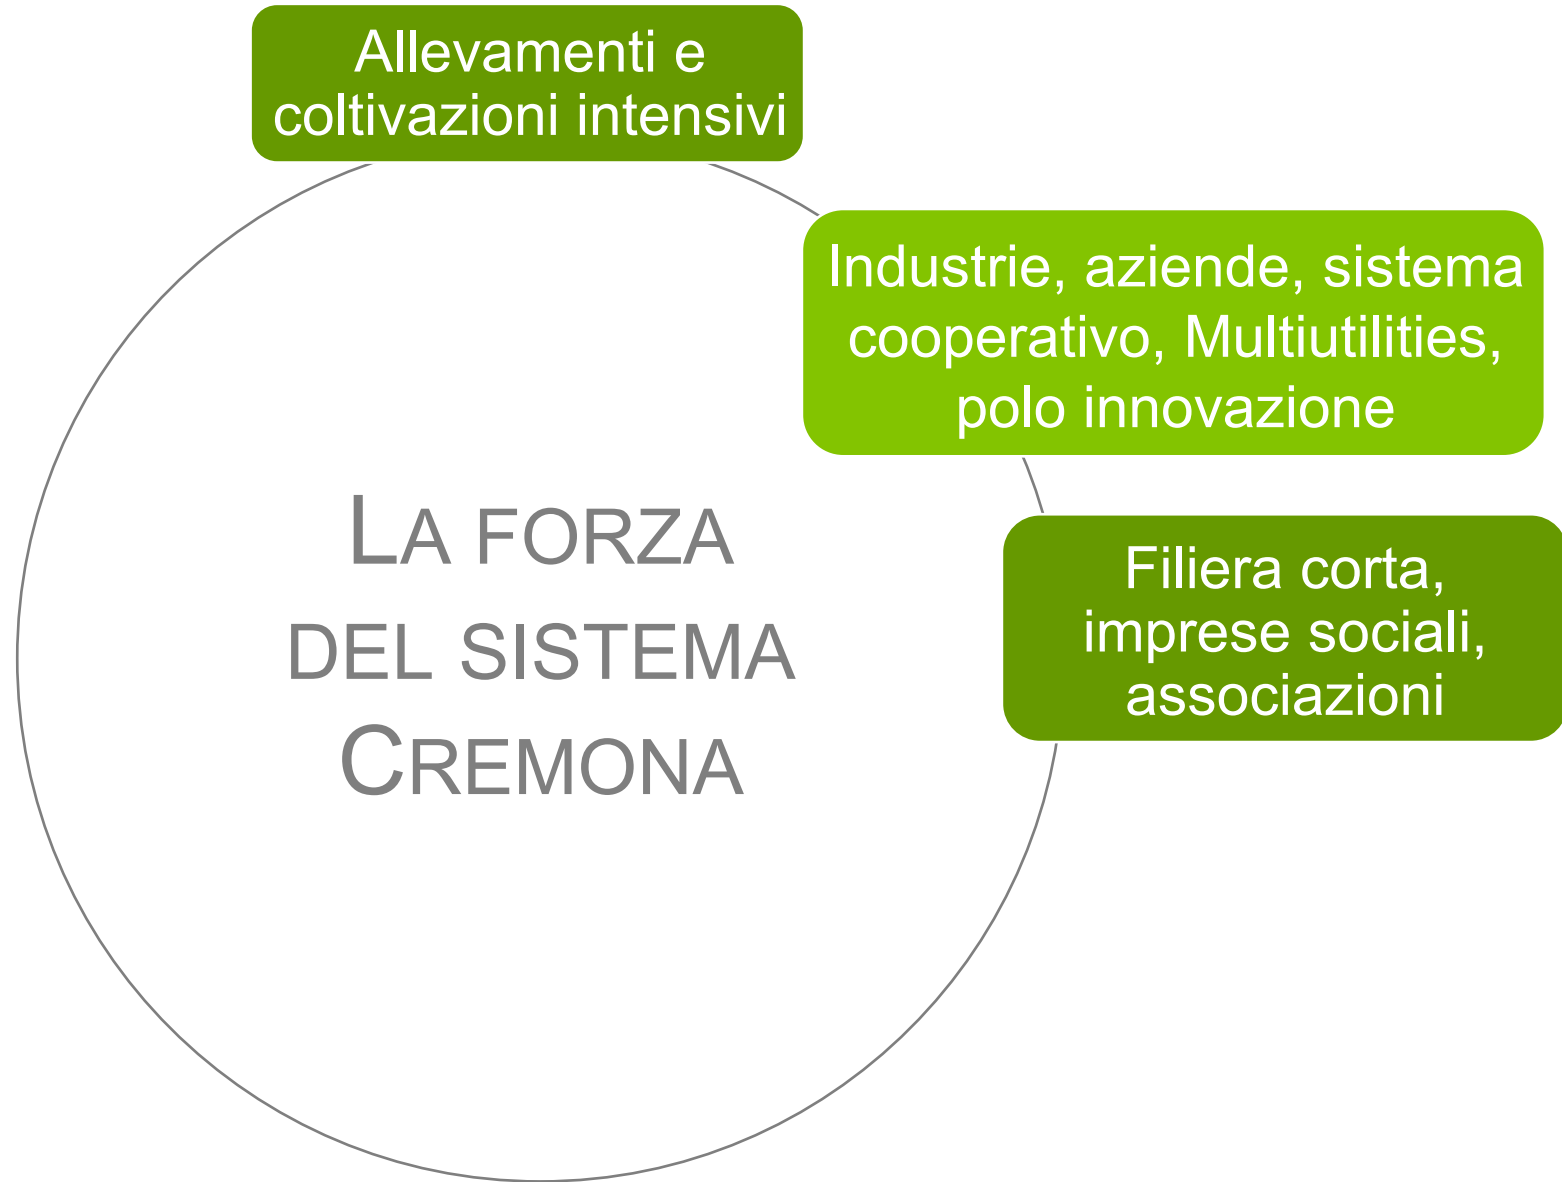 Allevamenti e
coltivazioni intensivi
Industrie, aziende, sistema
cooperativo, Multiutilities,
polo innovazione
Filiera corta,
imprese sociali,
associazioni
LA FORZA
DEL SISTEMA
CREMONA